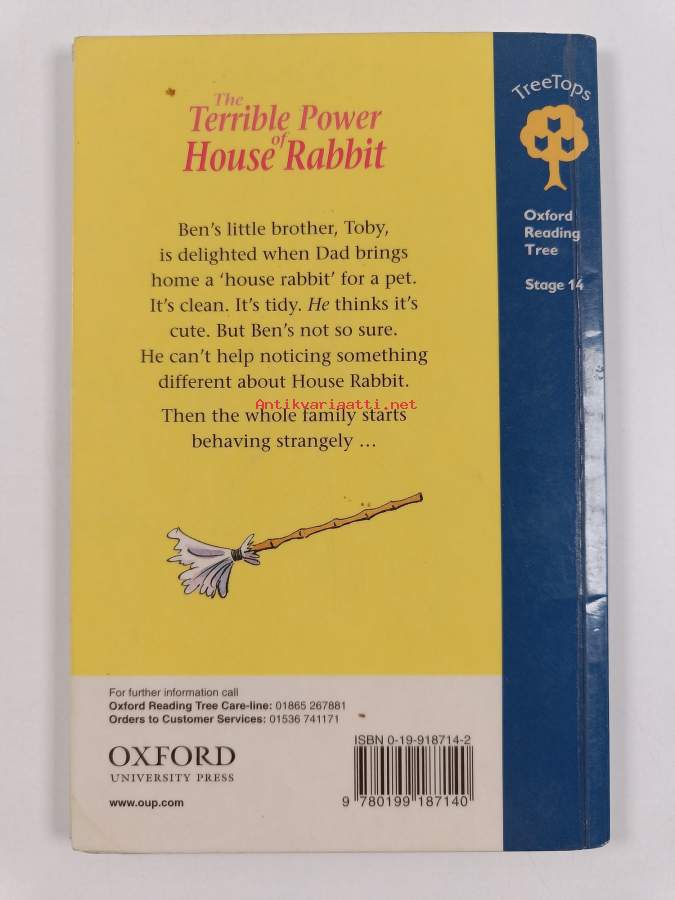 The
Terrible Power
of
House Rabbit
Ben's little brother, Toby,
is delighted when Dad brings
home a 'house rabbit' for a pet.
It's clean. It's tidy. He thinks it's
cute. But Ben's not so sure.
He can't help noticing something
different about House Rabbit.
Antikvariaatti.net
Then the whole family starts
behaving strangely ...
TreeTops
Oxford
Reading
Tree
Stage 14
For further information call
Oxford Reading Tree Care-line: 01865 267881
Orders to Customer Services: 01536 741171
OXFORD
UNIVERSITY PRESS
www.oup.com
ISBN 0-19-918714-2
9 780199 187140